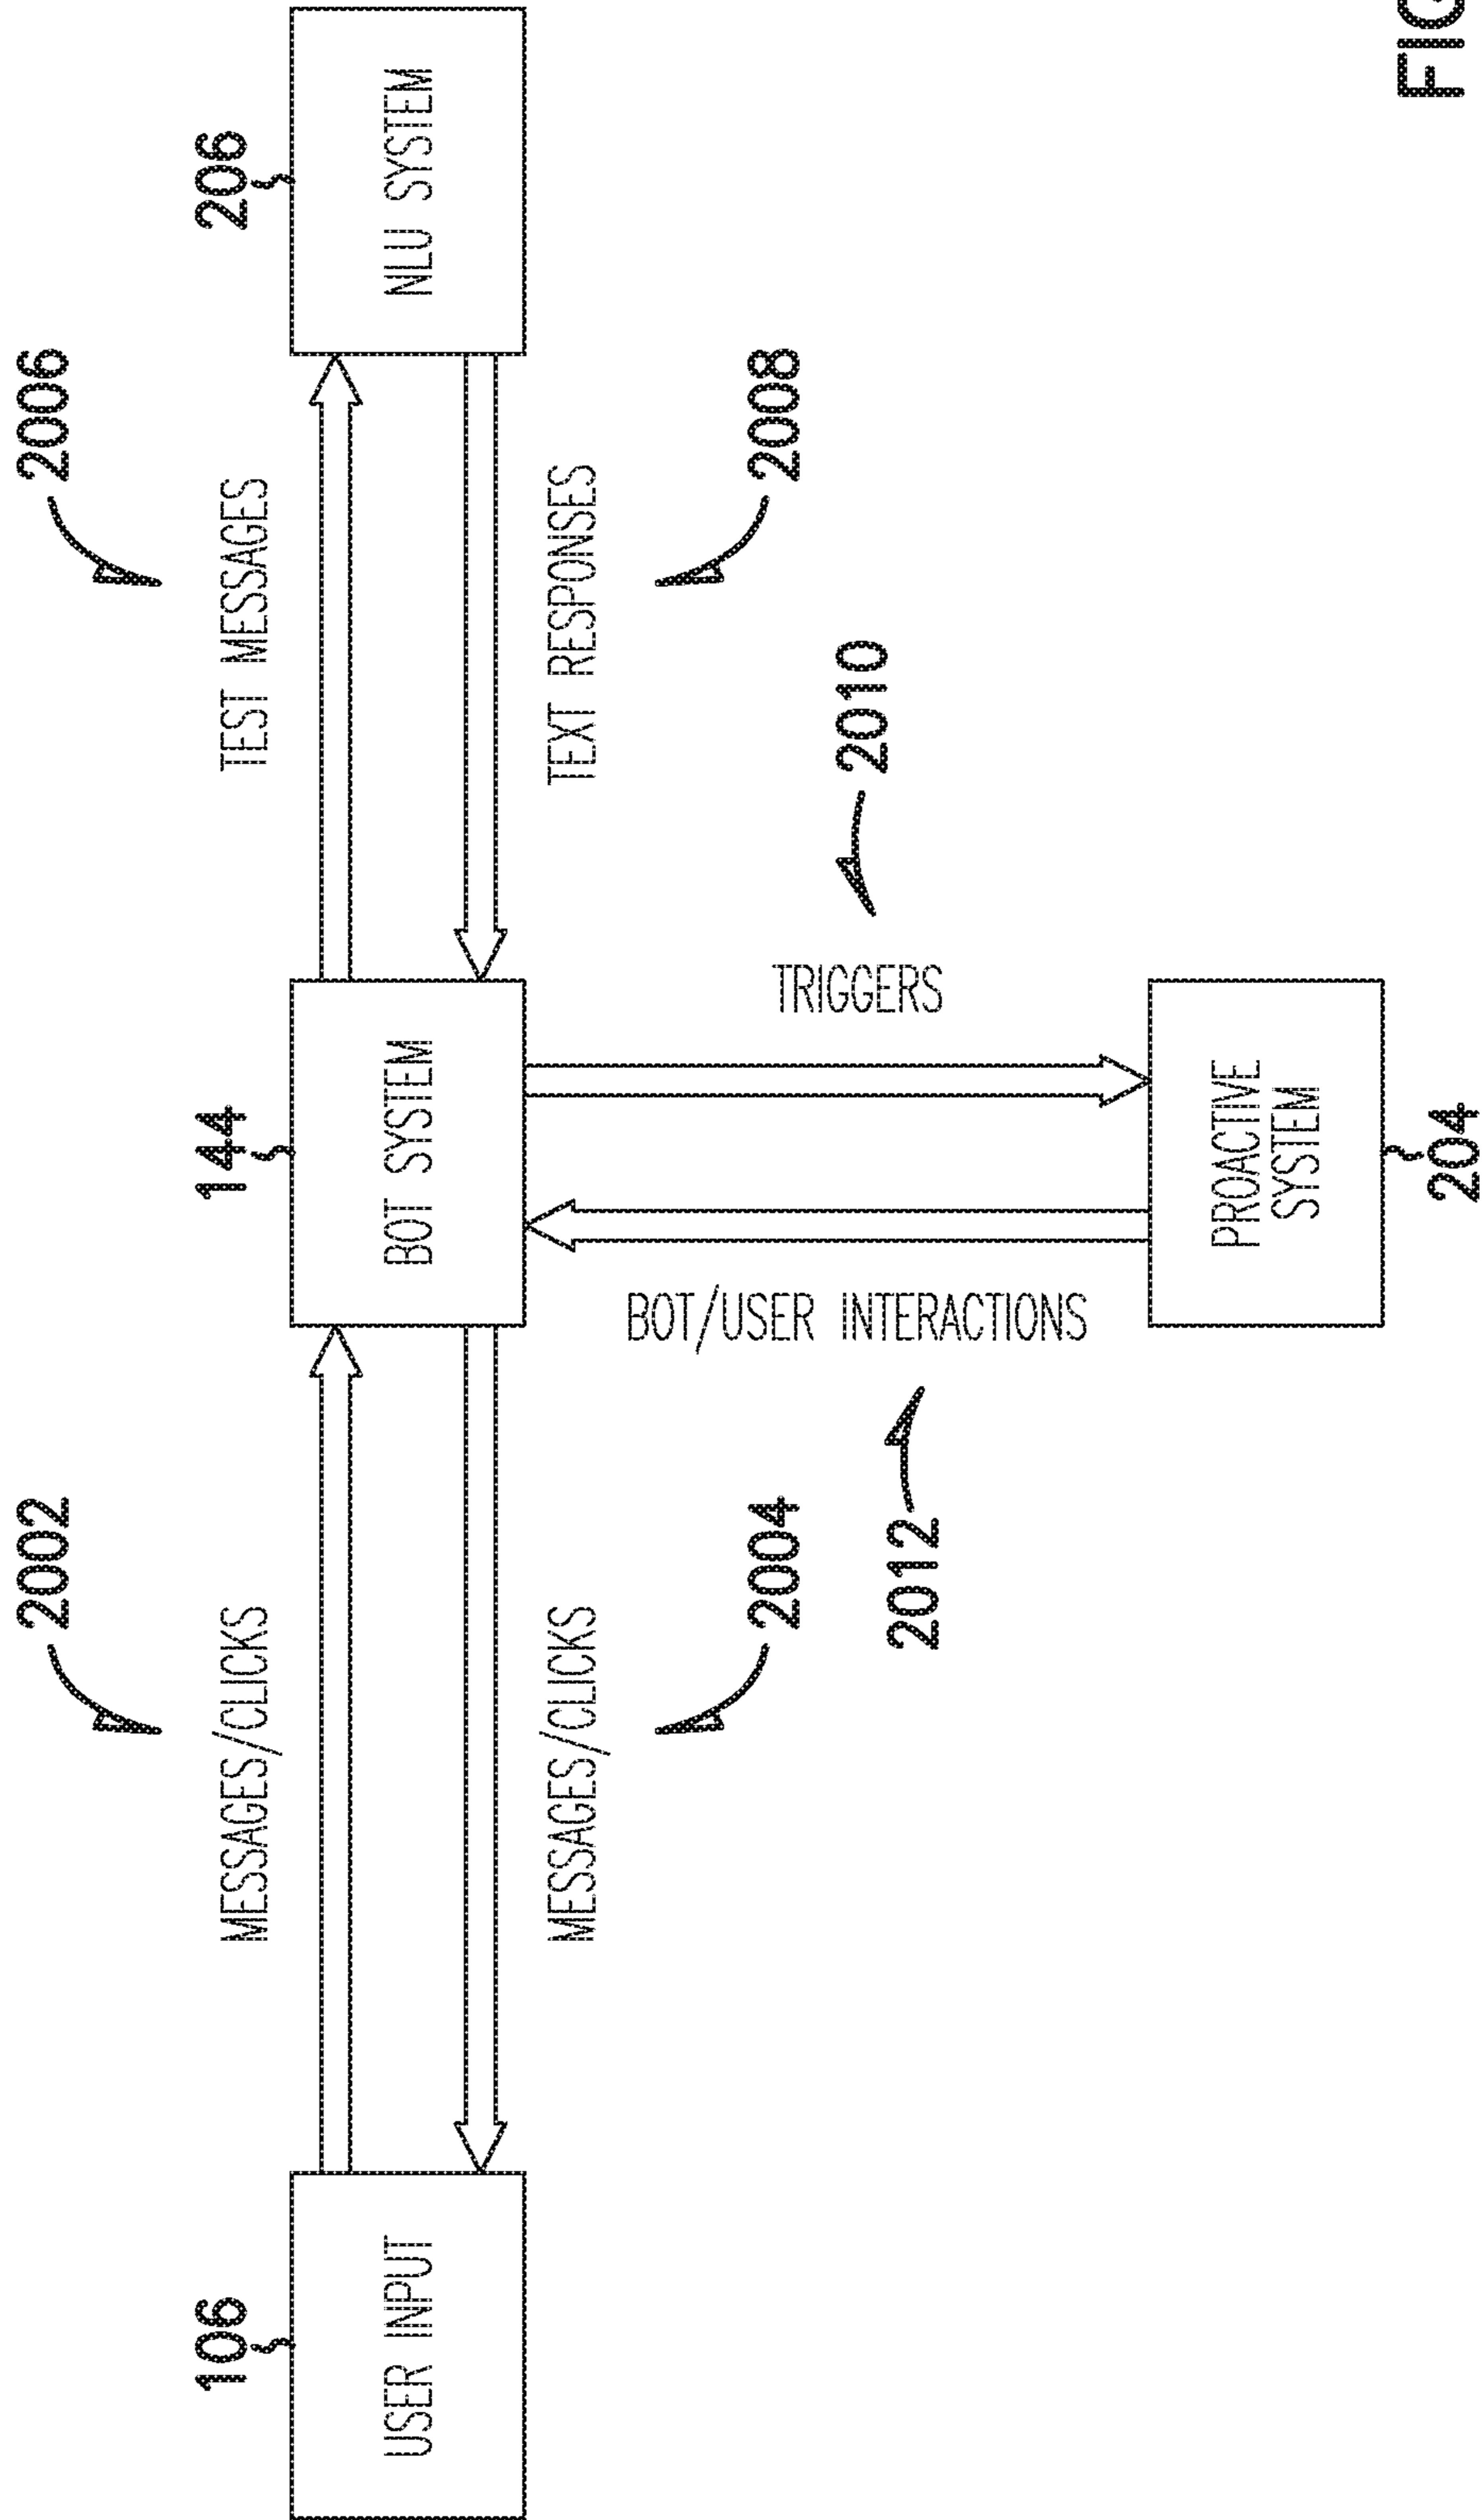 2002
2006
106
144
206
MESSAGES/CLICKS
TEST MESSAGES
USER INPUT
BOT SYSTEM
NLU SYSTEM
MESSAGES/CLICKS
TEXT RESPONSES
2004
2008
2012
2010
BOT/USER INTERACTIONS
TRIGGERS
PROACTIVE
SYSTEM
204
FIG